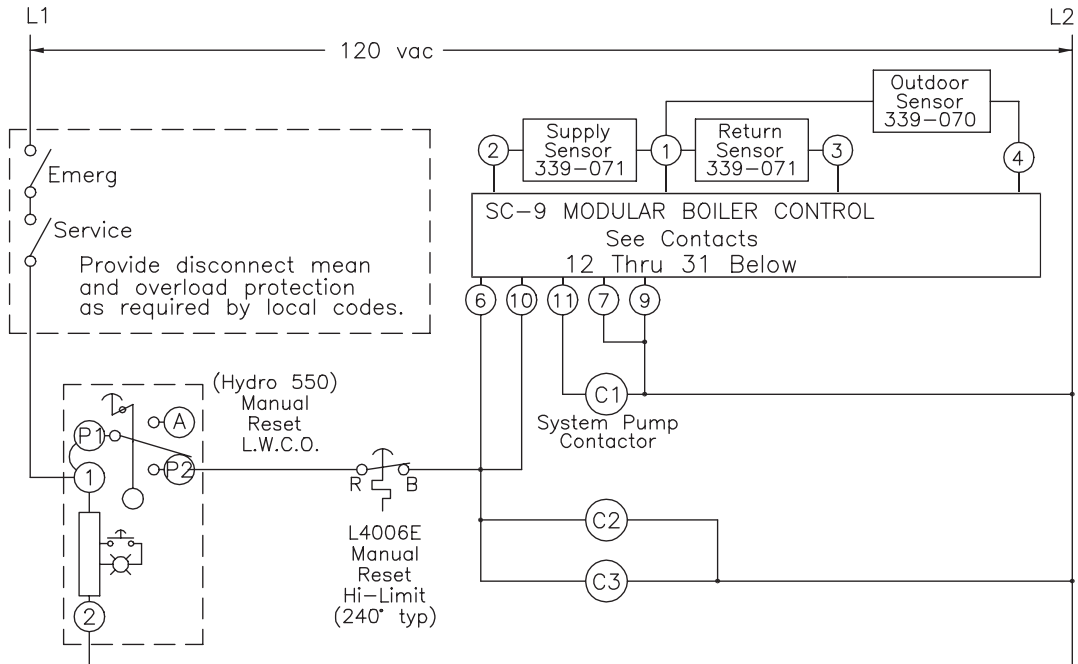 L1
L2
120 vac
Outdoor
Sensor
339-070
Supply
Sensor
339-071
Return
Sensor
339-071
2
1
3
4
Emerg
Service
Provide disconnect mean
and overload protection
as required by local codes.
SC-9 MODULAR BOILER CONTROL
See Contacts
12 Thru 31 Below
6
10
11
7
9
C1
System Pump
Contactor
(Hydro 550)
Manual
Reset
L.W.C.O.
A
P1
P2
1
2
R
B
L4006E
Manual
Reset
Hi-Limit
(240° typ)
C2
C3